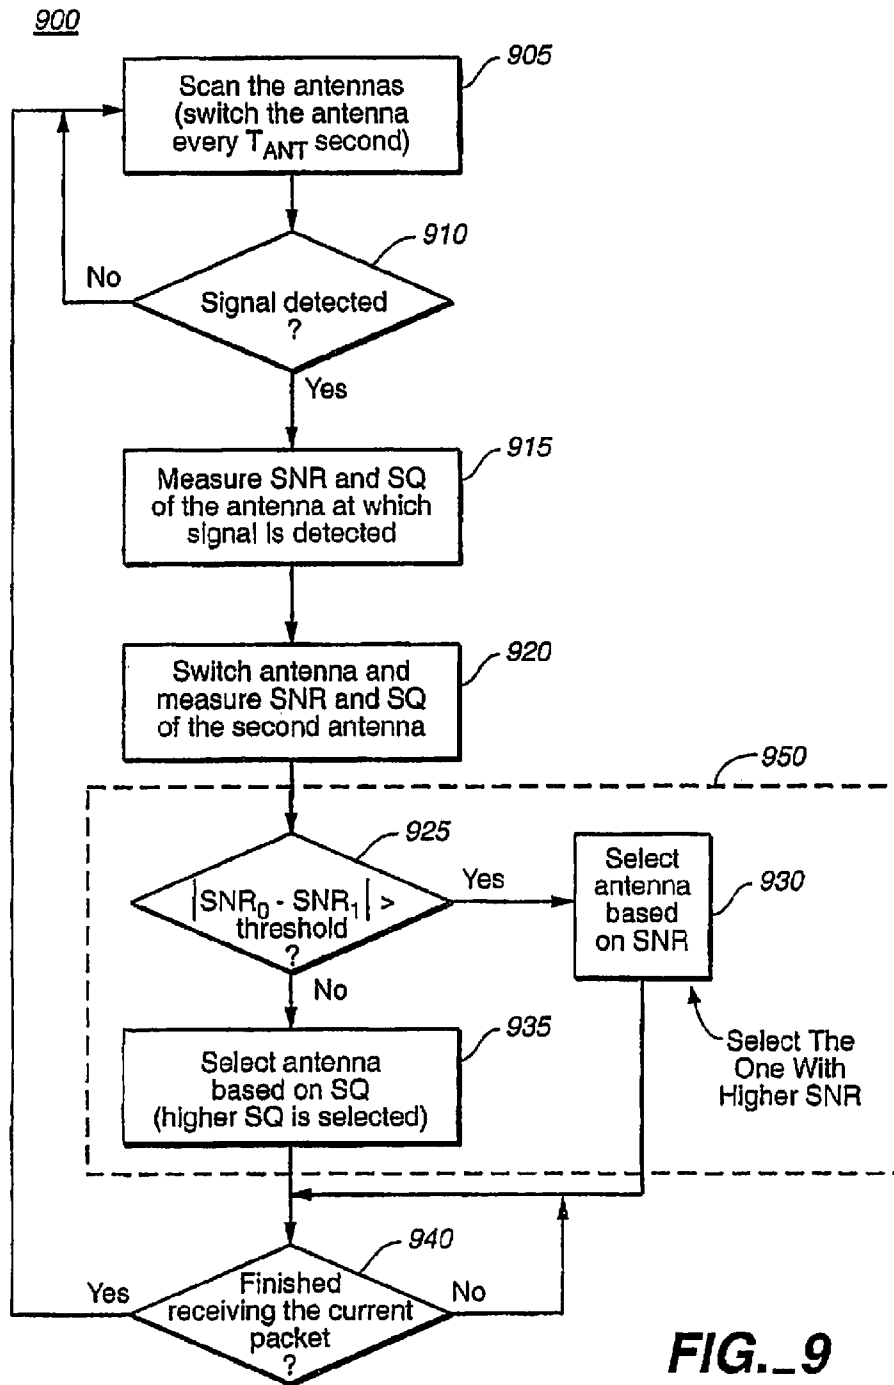 900
905
Scan the antennas
(switch the antenna
every TANT second)
910
No
Signal detected
?
Yes
915
Measure SNR and SQ
of the antenna at which
signal is detected
920
Switch antenna and
measure SNR and SQ
of the second antenna
950
925
|SNR0 - SNR1| >
threshold
?
Yes
Select
antenna
based
on SNR
930
No
935
Select antenna
based on SQ
(higher SQ is selected)
Select The
One With
Higher SNR
940
Yes
Finished
receiving the current
packet
?
No
FIG._9